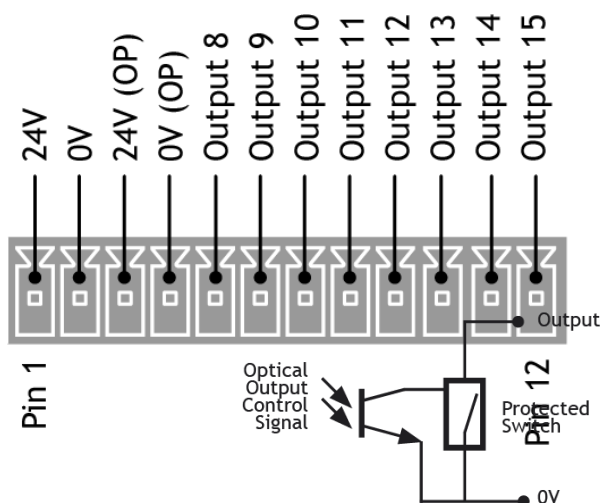 24V
0V
24V (OP)
0V (OP)
Output 8
Output 9
Output 10
Output 11
Output 12
Output 13
Output 14
Output 15
Output
Pin 1
Pin 12
Optical
Output
Control
Signal
Protected
Switch
0V